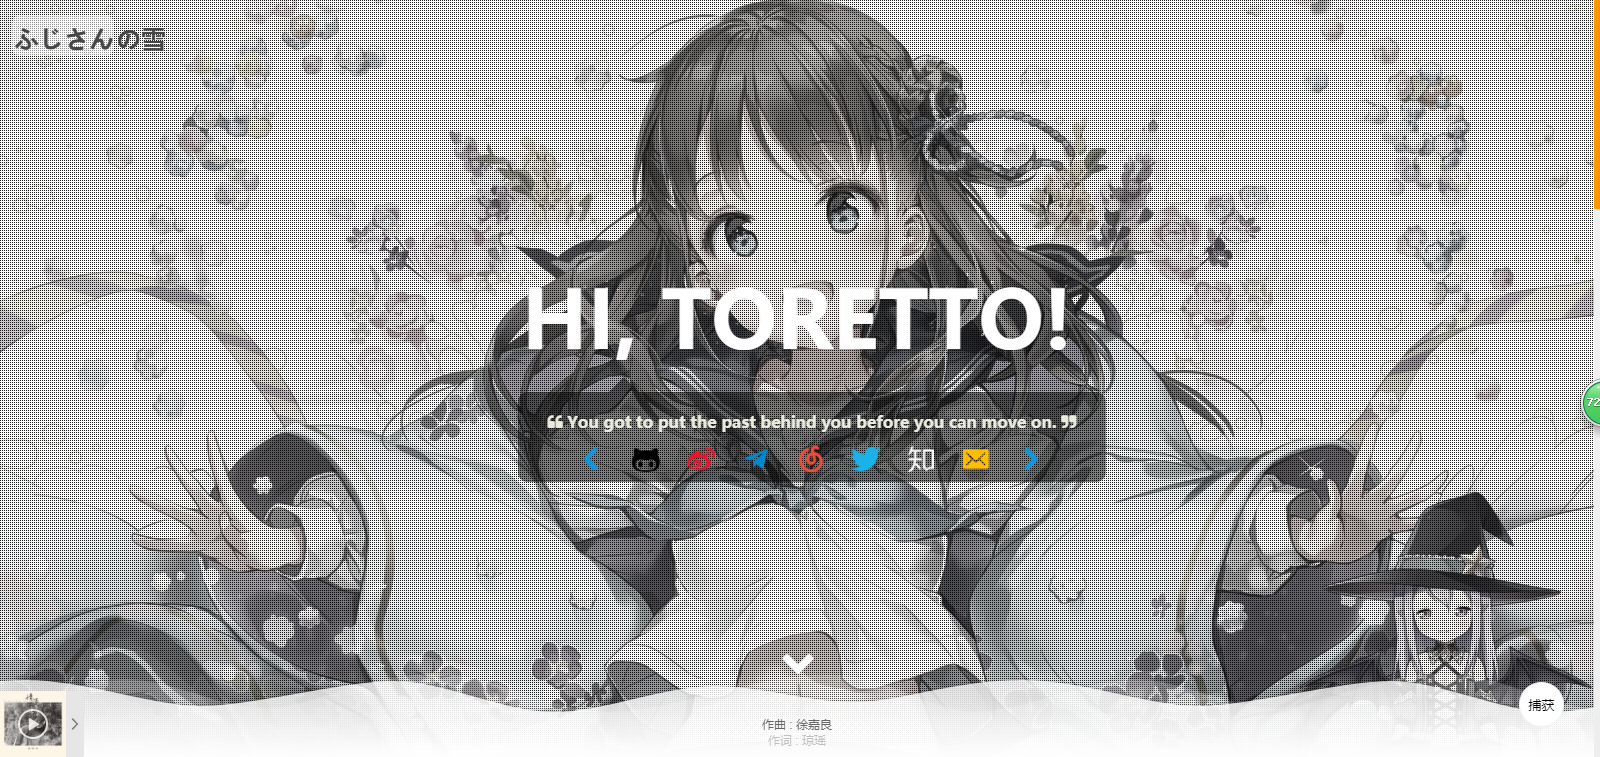 ふじさんの雪
HI, TORETTO!
❝ You got to put the past behind you before you can move on. ❞
知
72
捕获
作曲 : 徐嘉良
作词 : 琼瑶